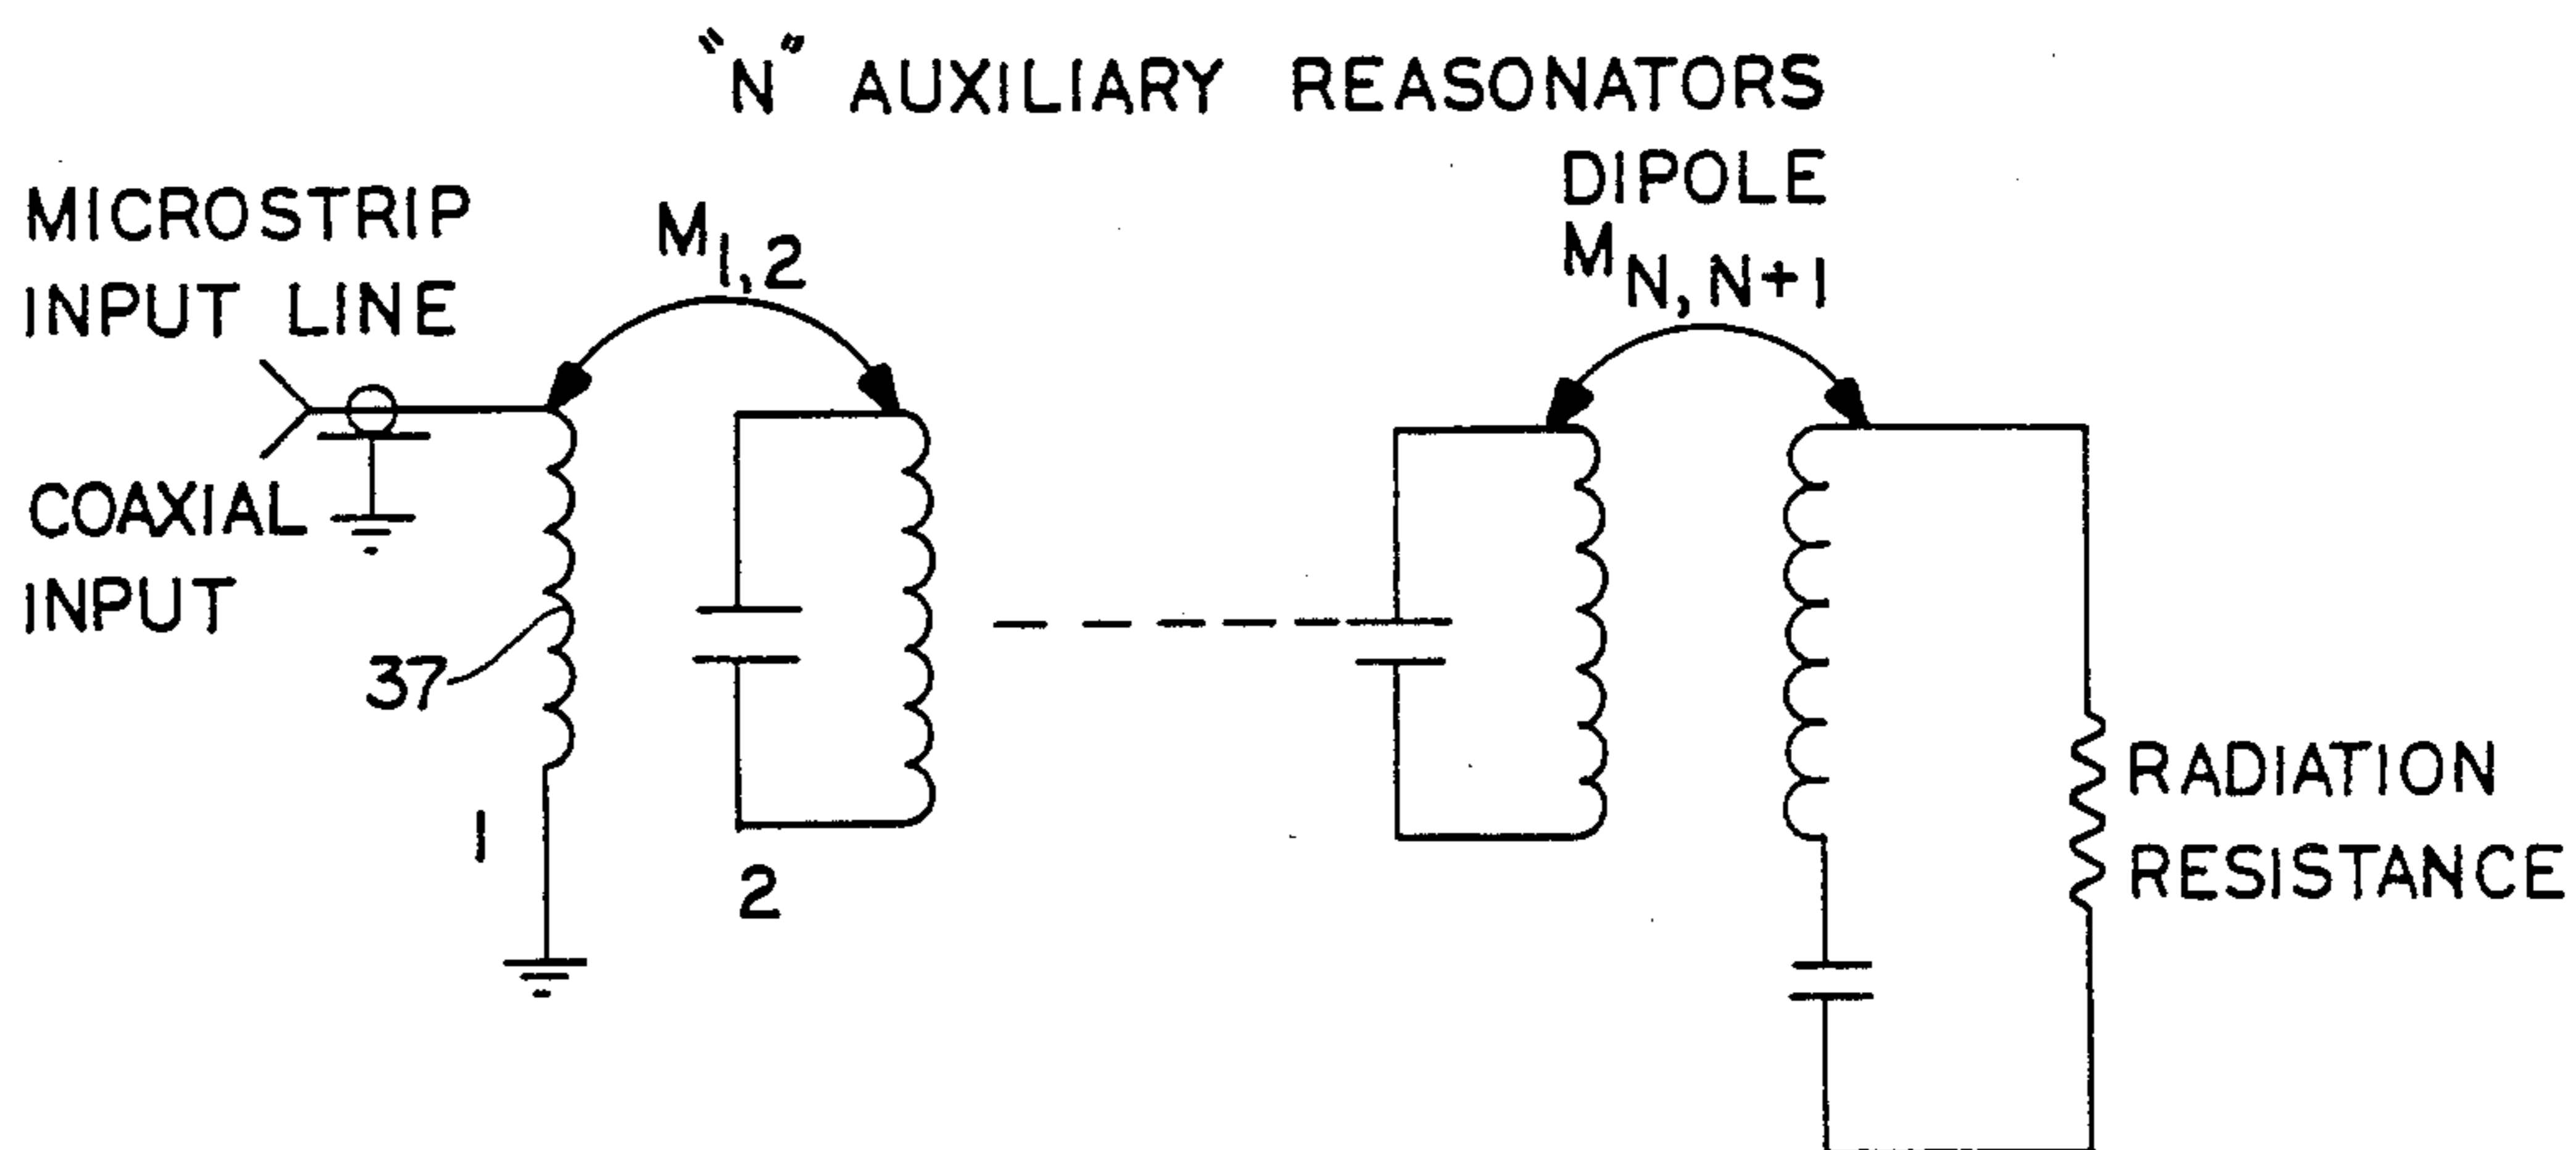 "N" AUXILIARY REASONATORS
DIPOLE
MICROSTRIP
INPUT LINE
M1,2
MN, N+1
COAXIAL
INPUT
37
1
2
RADIATION
RESISTANCE